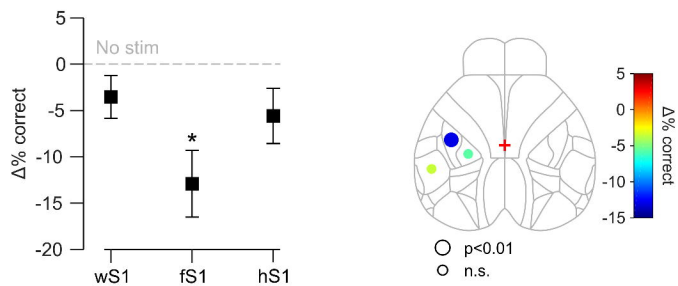 5
0
-5
-10
-15
-20
Δ% correct
No stim
*
wS1 fS1 hS1
5
0
-5
-10
-15
Δ% correct
p<0.01
n.s.